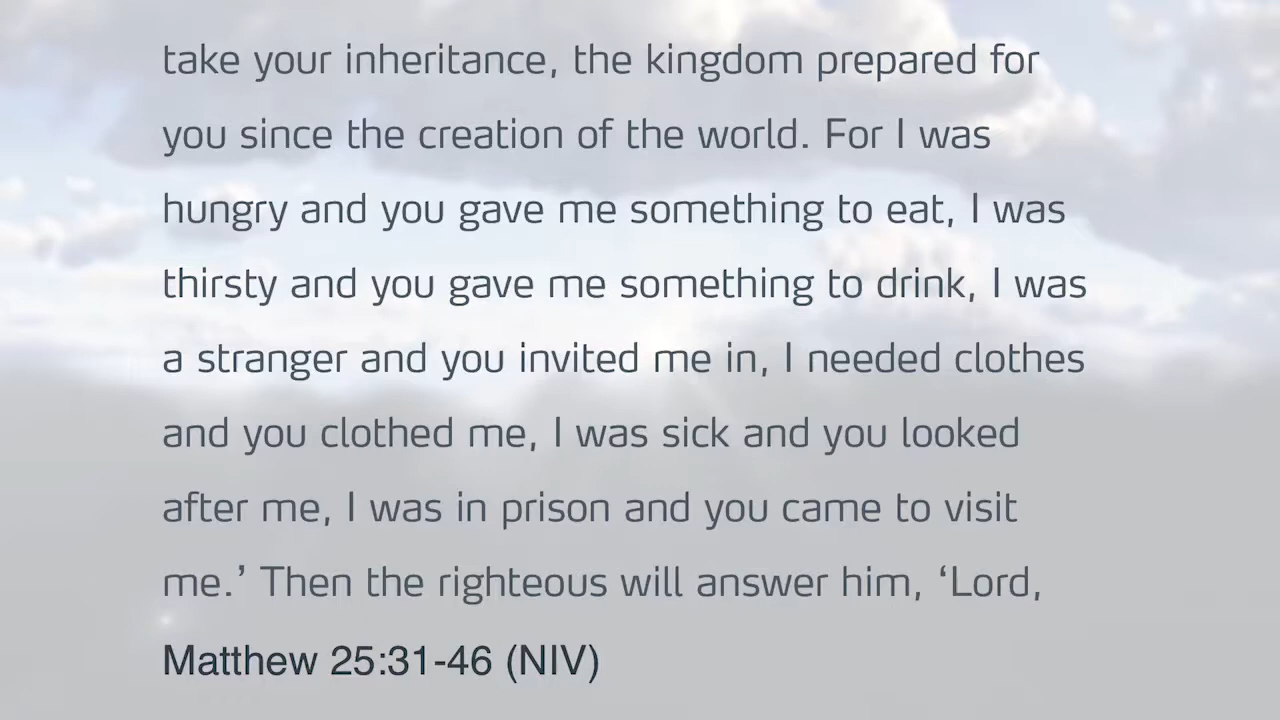 take your inheritance, the kingdom prepared for
you since the creation of the world. For I was
hungry and you gave me something to eat, I was
thirsty and you gave me something to drink, I was
a stranger and you invited me in, I needed clothes
and you clothed me, I was sick and you looked
after me, I was in prison and you came to visit
me.’ Then the righteous will answer him, ‘Lord,
Matthew 25:31-46 (NIV)